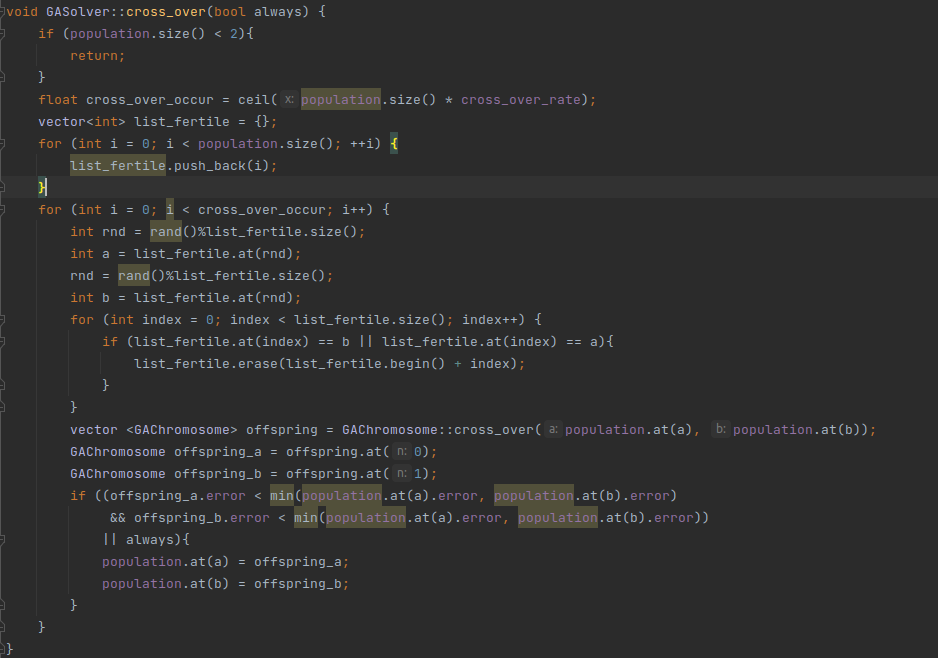 void GASolver::cross_over(bool always) {
    if (population.size() < 2){
        return;
    }
    float cross_over_occur = ceil( x: population.size() * cross_over_rate);
    vector<int> list_fertile = {};
    for (int i = 0; i < population.size(); ++i) {
        list_fertile.push_back(i);
    }
    for (int i = 0; i < cross_over_occur; i++) {
        int rnd = rand()%list_fertile.size();
        int a = list_fertile.at(rnd);
        rnd = rand()%list_fertile.size();
        int b = list_fertile.at(rnd);
        for (int index = 0; index < list_fertile.size(); index++) {
            if (list_fertile.at(index) == b || list_fertile.at(index) == a){
                list_fertile.erase(list_fertile.begin() + index);
            }
        }
        vector <GAChromosome> offspring = GAChromosome::cross_over( a: population.at(a), b: population.at(b));
        GAChromosome offspring_a = offspring.at( n: 0);
        GAChromosome offspring_b = offspring.at( n: 1);
        if ((offspring_a.error < min(population.at(a).error, population.at(b).error)
             && offspring_b.error < min(population.at(a).error, population.at(b).error))
            || always){
            population.at(a) = offspring_a;
            population.at(b) = offspring_b;
        }
    }
}